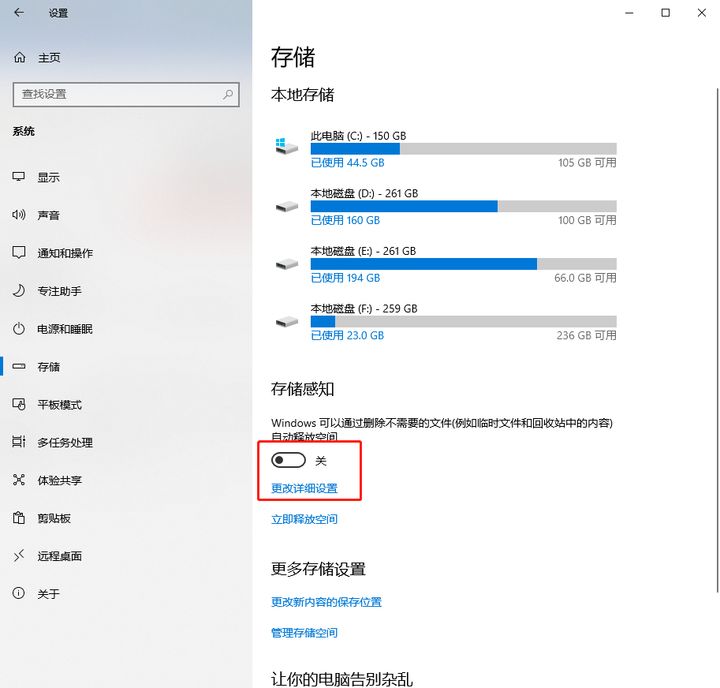 设置
主页
查找设置
系统
显示
声音
通知和操作
专注助手
电源和睡眠
存储
平板模式
多任务处理
体验共享
剪贴板
远程桌面
关于
存储
本地存储
此电脑 (C:) - 150 GB
已使用 44.5 GB 105 GB 可用
本地磁盘 (D:) - 261 GB
已使用 160 GB 100 GB 可用
本地磁盘 (E:) - 261 GB
已使用 194 GB 66.0 GB 可用
本地磁盘 (F:) - 259 GB
已使用 23.0 GB 236 GB 可用
存储感知
Windows 可以通过删除不需要的文件(例如临时文件和回收站中的内容)
自动释放空间
关
更改详细设置
立即释放空间
更多存储设置
更改新内容的保存位置
管理存储空间
让你的电脑告别杂乱